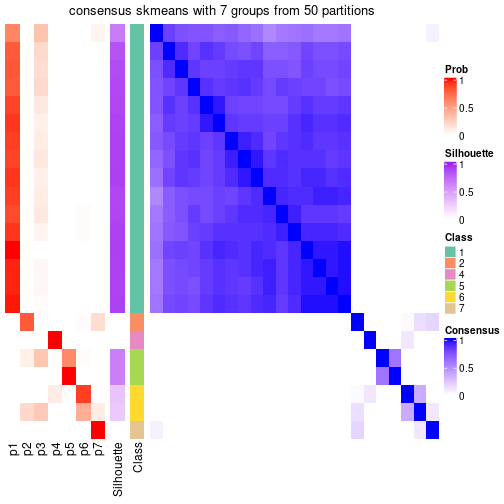 consensus skmeans with 7 groups from 50 partitions
Prob
1
0.5
0
Silhouette
1
0.5
0
Class
1
2
4
5
6
7
Consensus
1
0.5
0
p1
p2
p3
p4
p5
p6
p7
Silhouette
Class